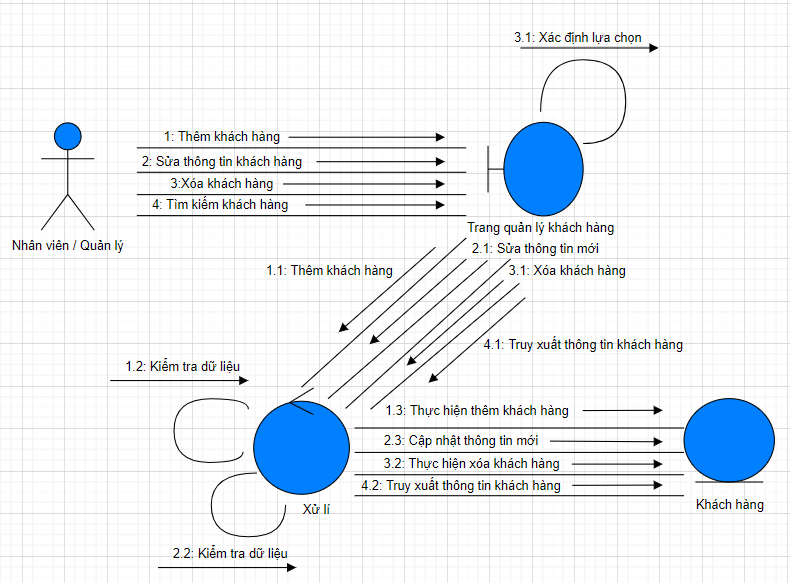 3.1: Xác định lựa chọn
1: Thêm khách hàng
2: Sửa thông tin khách hàng
3:Xóa khách hàng
4: Tìm kiếm khách hàng
Nhân viên / Quản lý
Trang quản lý khách hàng
2.1: Sửa thông tin mới
1.1: Thêm khách hàng
3.1: Xóa khách hàng
4.1: Truy xuất thông tin khách hàng
1.2: Kiểm tra dữ liệu
1.3: Thực hiện thêm khách hàng
2.3: Cập nhật thông tin mới
3.2: Thực hiện xóa khách hàng
4.2: Truy xuất thông tin khách hàng
Khách hàng
Xử lí
2.2: Kiểm tra dữ liệu